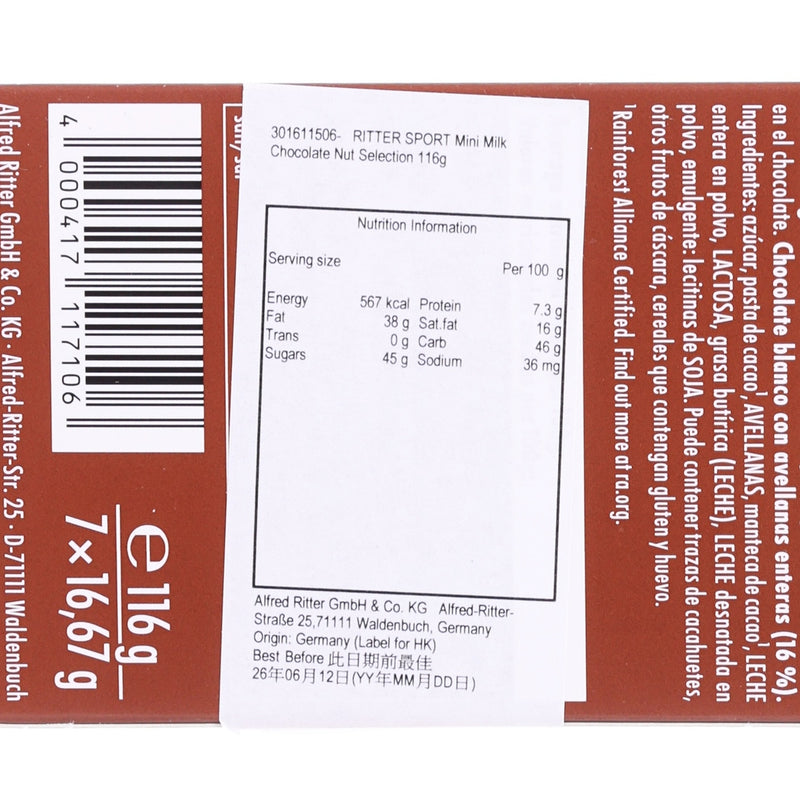 301611506- RITTER SPORT Mini Milk
Chocolate Nut Selection 116g
Nutrition Information
Serving size
Per 100 g
Energy 567 kcal Protein 7.3 g
Fat 38 g Sat.fat 16 g
Trans 0 g Carb 46 g
Sugars 45 g Sodium 36 mg
Alfred Ritter GmbH & Co. KG Alfred-Ritter-
Straße 25,71111 Waldenbuch, Germany
Origin: Germany (Label for HK)
Best Before 此日期前最佳
26年06月12日(YY年MM月DD日)
en el chocolate. Chocolate blanco con avellanas enteras (16 %).
Ingredientes: azúcar, pasta de cacao¹, AVELLANAS, manteca de cacao¹, LECHE
entera en polvo, LACTOSA, grasa butírica (LECHE), LECHE desnatada en
polvo, emulgente: lecitinas de SOJA. Puede contener trazas de cacahuetes,
otros frutos de cáscara, cereales que contengan gluten y huevo.
¹Rainforest Alliance Certified. Find out more at ra.org.
4 000417 117106
e 116 g
7 × 16,67 g
Alfred Ritter GmbH & Co. KG · Alfred-Ritter-Str. 25 · D-71111 Waldenbuch